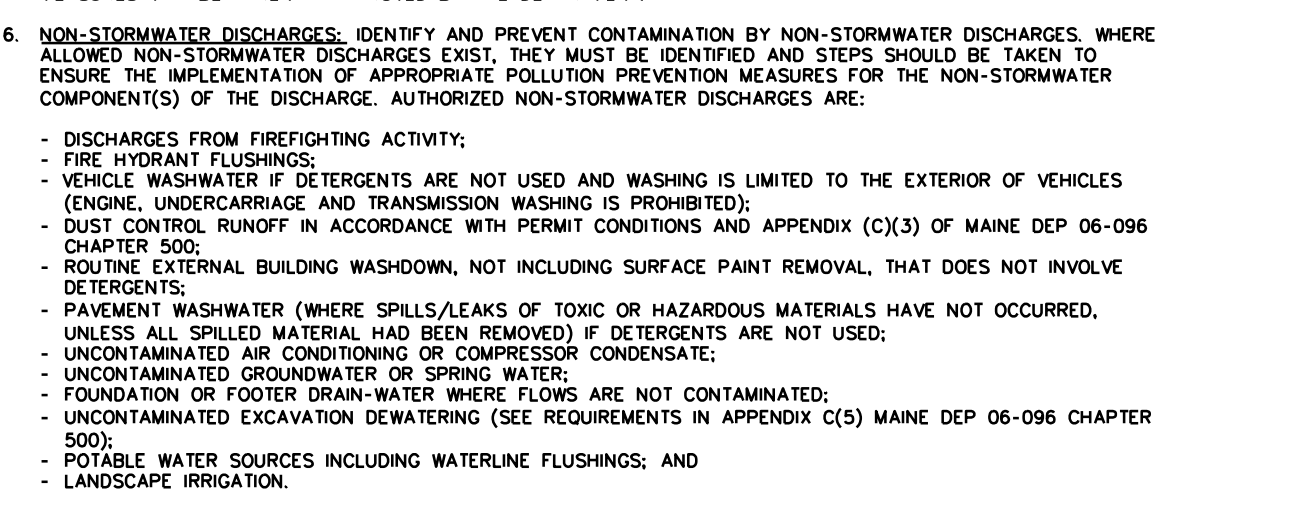 6. NON-STORMWATER DISCHARGES: IDENTIFY AND PREVENT CONTAMINATION BY NON-STORMWATER DISCHARGES. WHERE
ALLOWED NON-STORMWATER DISCHARGES EXIST, THEY MUST BE IDENTIFIED AND STEPS SHOULD BE TAKEN TO
ENSURE THE IMPLEMENTATION OF APPROPRIATE POLLUTION PREVENTION MEASURES FOR THE NON-STORMWATER
COMPONENT(S) OF THE DISCHARGE. AUTHORIZED NON-STORMWATER DISCHARGES ARE:
- DISCHARGES FROM FIREFIGHTING ACTIVITY;
- FIRE HYDRANT FLUSHINGS;
- VEHICLE WASHWATER IF DETERGENTS ARE NOT USED AND WASHING IS LIMITED TO THE EXTERIOR OF VEHICLES
(ENGINE, UNDERCARRIAGE AND TRANSMISSION WASHING IS PROHIBITED);
- DUST CONTROL RUNOFF IN ACCORDANCE WITH PERMIT CONDITIONS AND APPENDIX (C)(3) OF MAINE DEP 06-096
CHAPTER 500;
- ROUTINE EXTERNAL BUILDING WASHDOWN, NOT INCLUDING SURFACE PAINT REMOVAL, THAT DOES NOT INVOLVE
DETERGENTS;
- PAVEMENT WASHWATER (WHERE SPILLS/LEAKS OF TOXIC OR HAZARDOUS MATERIALS HAVE NOT OCCURRED,
UNLESS ALL SPILLED MATERIAL HAD BEEN REMOVED) IF DETERGENTS ARE NOT USED;
- UNCONTAMINATED AIR CONDITIONING OR COMPRESSOR CONDENSATE;
- UNCONTAMINATED GROUNDWATER OR SPRING WATER;
- FOUNDATION OR FOOTER DRAIN-WATER WHERE FLOWS ARE NOT CONTAMINATED;
- UNCONTAMINATED EXCAVATION DEWATERING (SEE REQUIREMENTS IN APPENDIX C(5) MAINE DEP 06-096 CHAPTER
500);
- POTABLE WATER SOURCES INCLUDING WATERLINE FLUSHINGS; AND
- LANDSCAPE IRRIGATION.